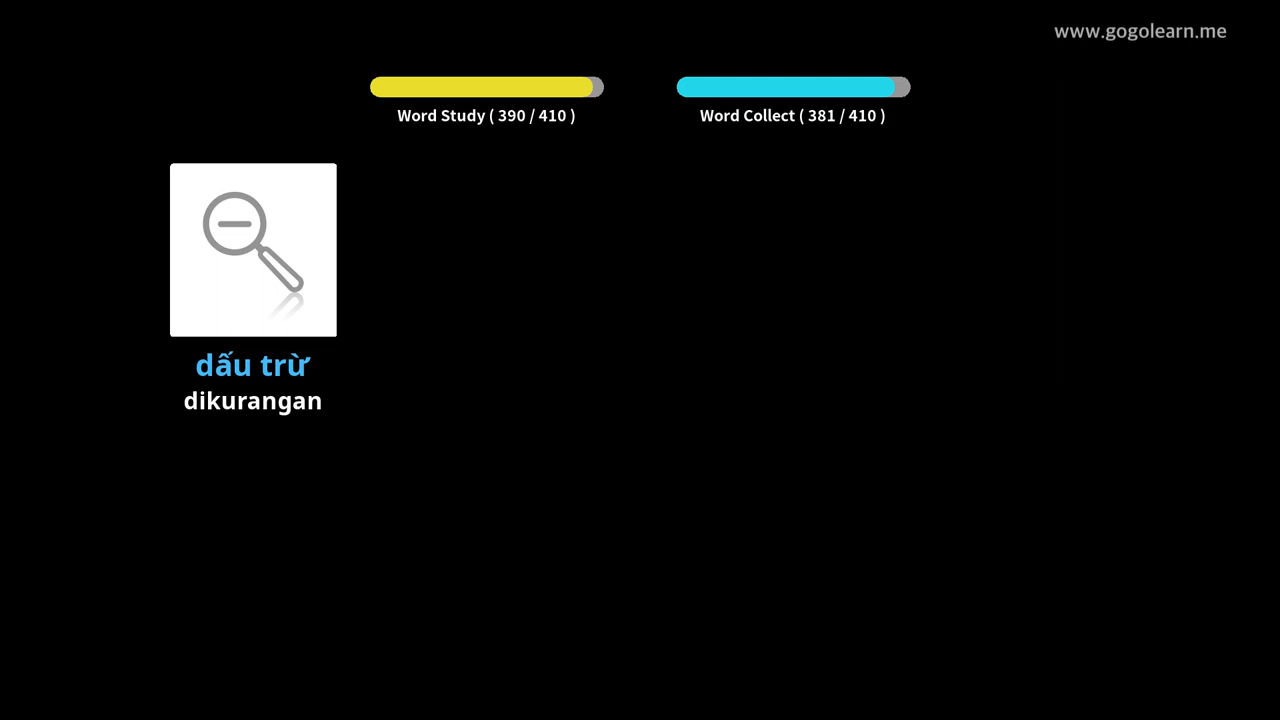 www.gogolearn.me
Word Study ( 390 / 410 )
Word Collect ( 381 / 410 )
dấu trừ
dikurangan